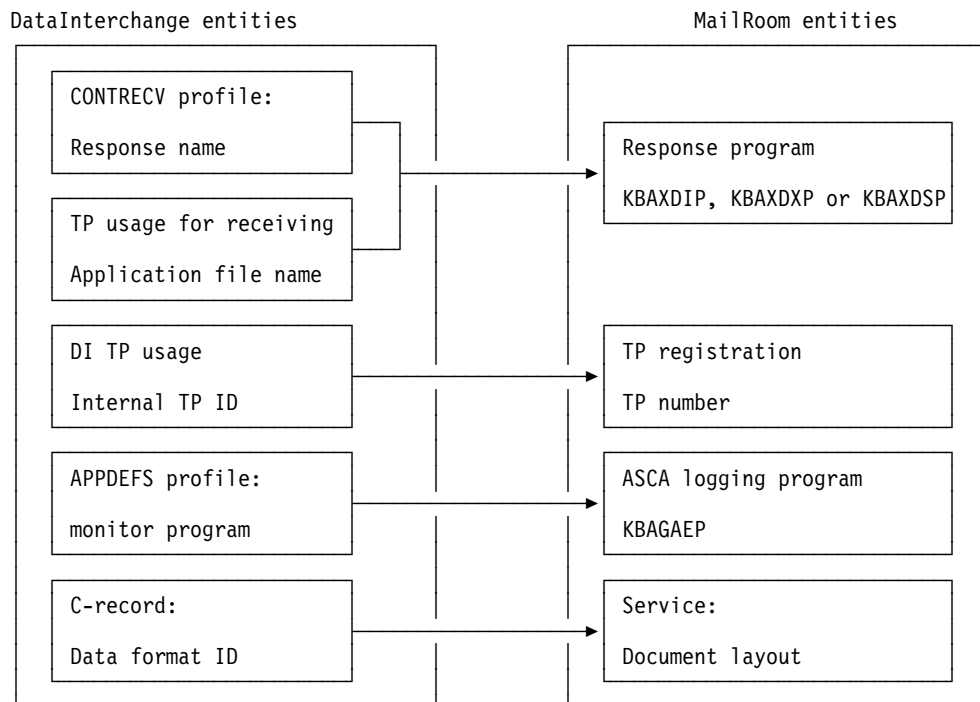 DataInterchange entities
MailRoom entities
CONTRECV profile:
Response name
Response program
KBAXDIP, KBAXDXP or KBAXDSP
TP usage for receiving
Application file name
DI TP usage
Internal TP ID
TP registration
TP number
APPDEFS profile:
monitor program
ASCA logging program
KBAGAEP
C-record:
Data format ID
Service:
Document layout